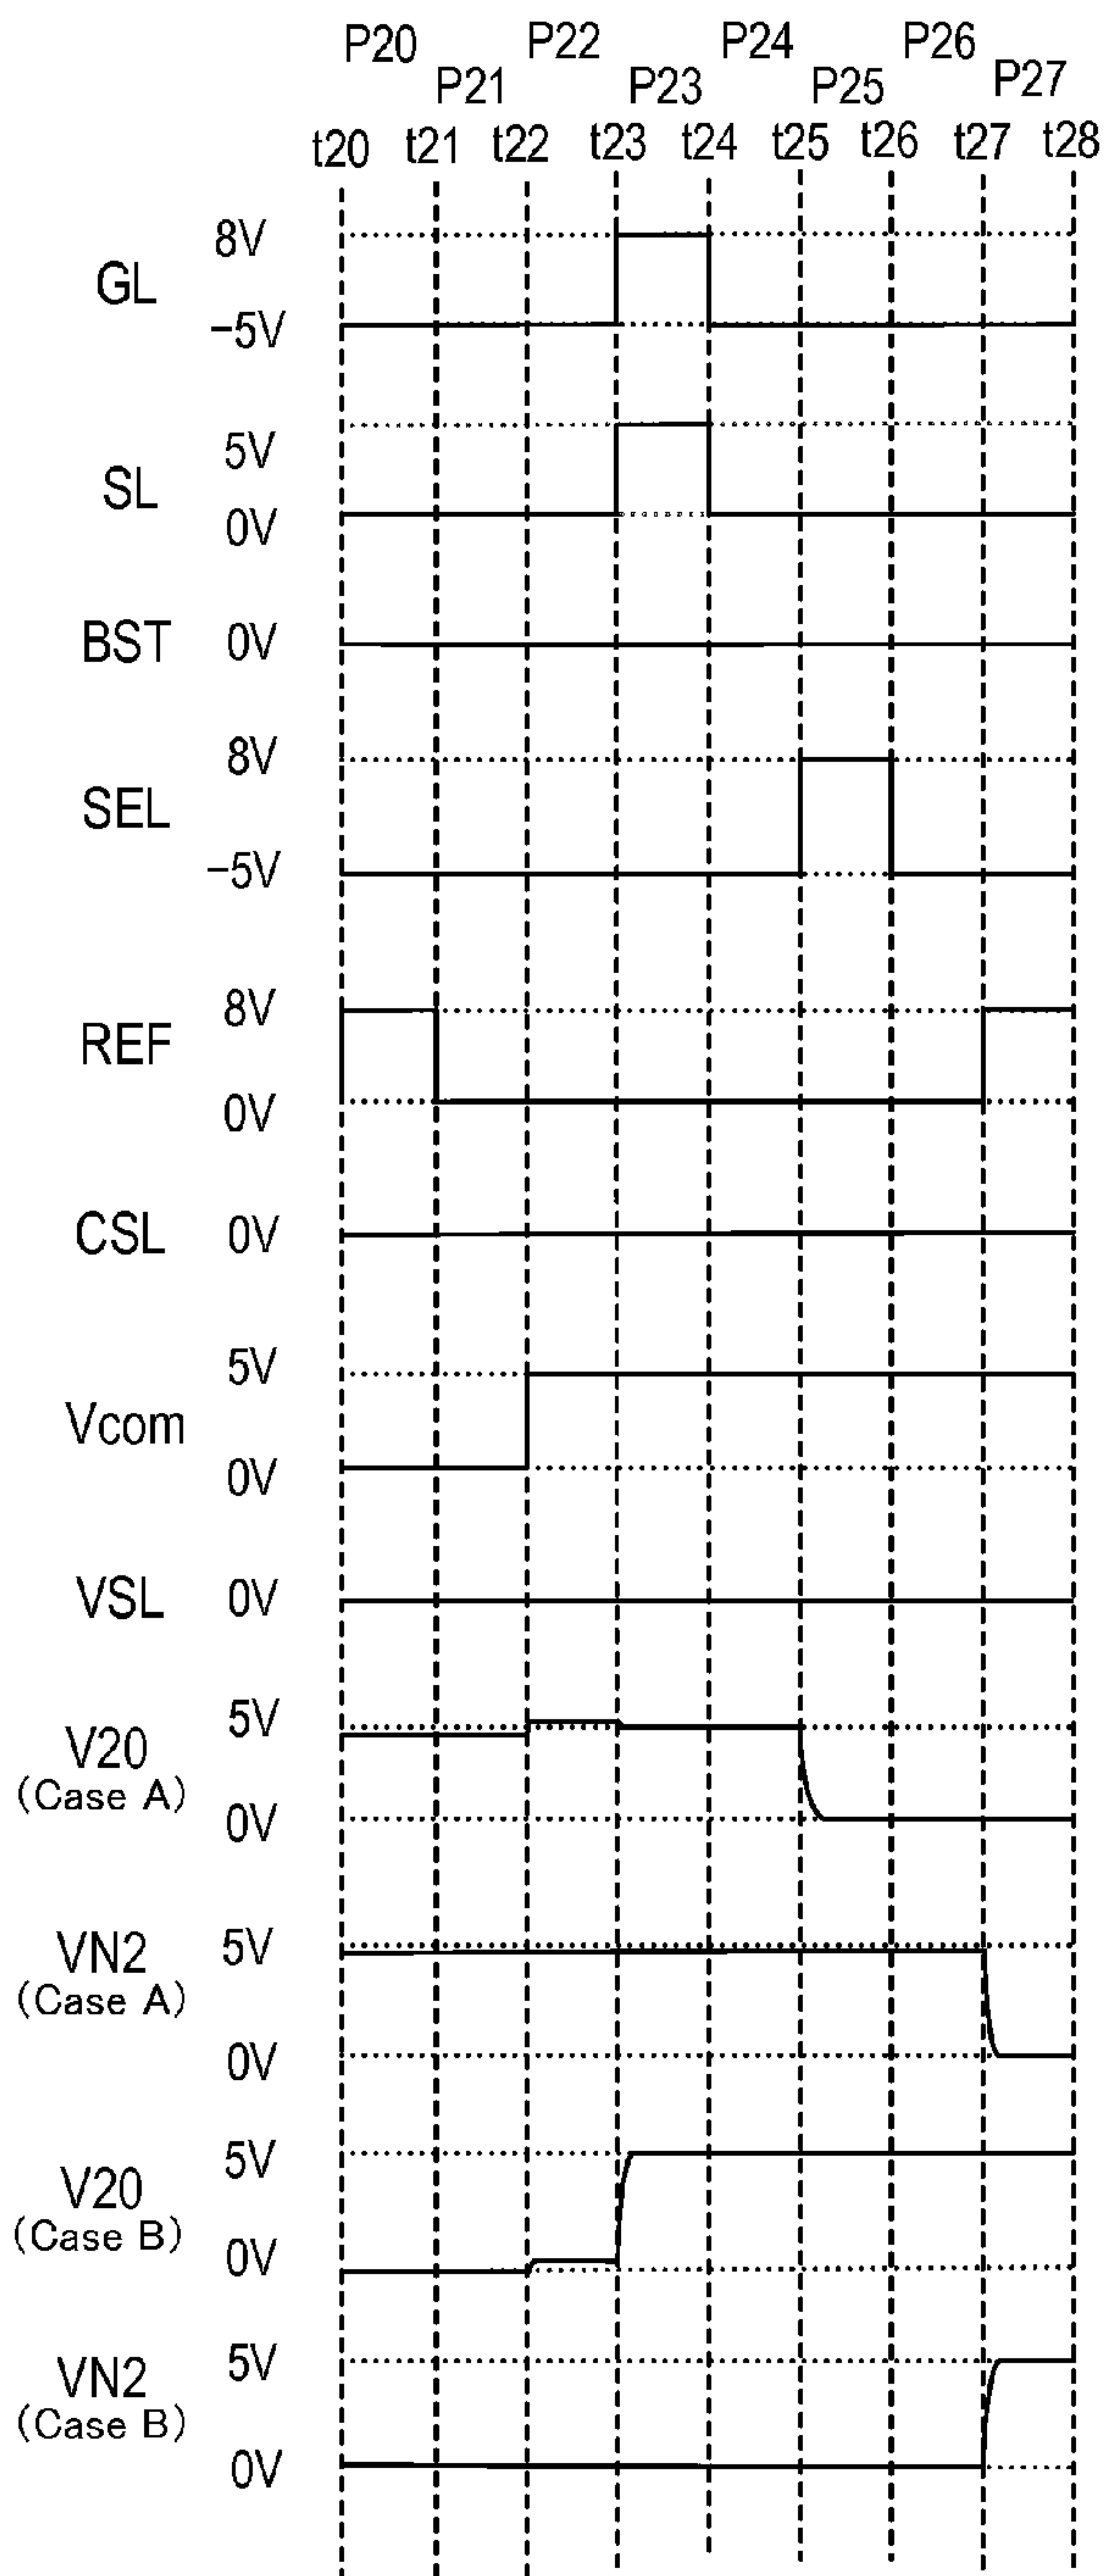 P20 P22 P24 P26
P21 P23 P25 P27
t20 t21 t22 t23 t24 t25 t26 t27 t28
8V
GL
−5V
5V
SL
0V
BST 0V
8V
SEL
−5V
8V
REF
0V
CSL 0V
5V
Vcom
0V
VSL 0V
5V
V20
(Case A)
0V
5V
VN2
(Case A)
0V
5V
V20
(Case B)
0V
5V
VN2
(Case B)
0V